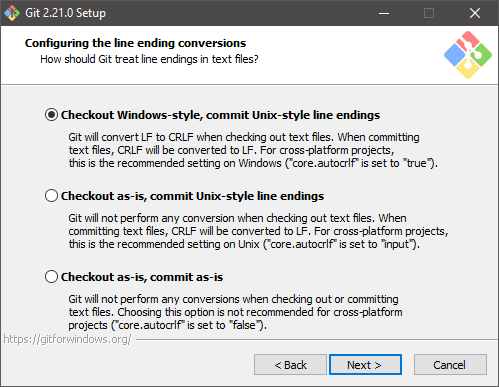 Git 2.21.0 Setup
Configuring the line ending conversions
How should Git treat line endings in text files?
Checkout Windows-style, commit Unix-style line endings
Git will convert LF to CRLF when checking out text files. When committing
text files, CRLF will be converted to LF. For cross-platform projects,
this is the recommended setting on Windows ("core.autocrlf" is set to "true").
Checkout as-is, commit Unix-style line endings
Git will not perform any conversion when checking out text files. When
committing text files, CRLF will be converted to LF. For cross-platform projects,
this is the recommended setting on Unix ("core.autocrlf" is set to "input").
Checkout as-is, commit as-is
Git will not perform any conversions when checking out or committing
text files. Choosing this option is not recommended for cross-platform
projects ("core.autocrlf" is set to "false").
https://gitforwindows.org/
< Back
Next >
Cancel